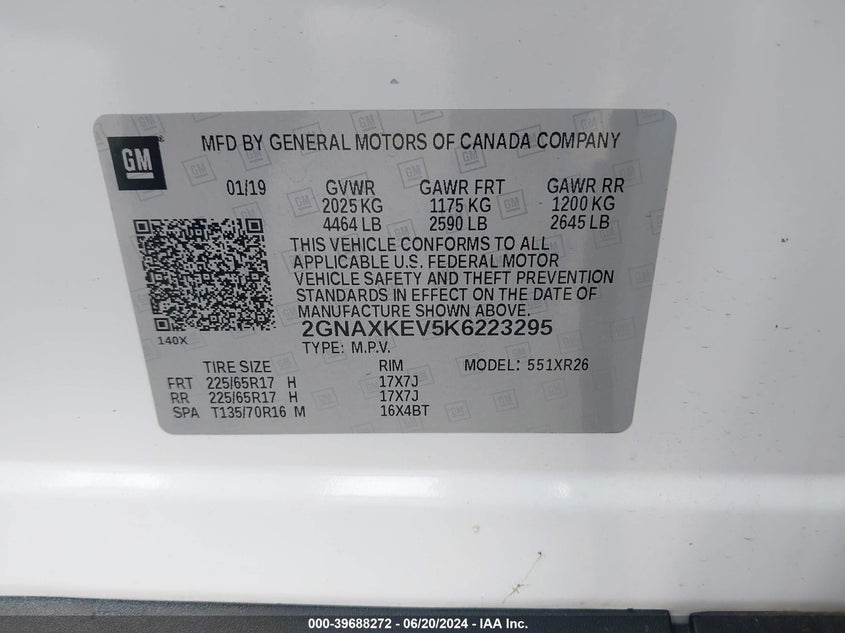 GM®
MFD BY GENERAL MOTORS OF CANADA COMPANY
01/19 GVWR GAWR FRT GAWR RR
2025 KG 1175 KG 1200 KG
4464 LB 2590 LB 2645 LB
THIS VEHICLE CONFORMS TO ALL
APPLICABLE U.S. FEDERAL MOTOR
VEHICLE SAFETY AND THEFT PREVENTION
STANDARDS IN EFFECT ON THE DATE OF
MANUFACTURE SHOWN ABOVE.
140X
2GNAXKEV5K6223295
TYPE: M.P.V.
TIRE SIZE RIM MODEL: 551XR26
FRT 225/65R17 H 17X7J
RR 225/65R17 H 17X7J
SPA T135/70R16 M 16X4BT
000-39688272 / 06/20/2024 - IAA Inc.